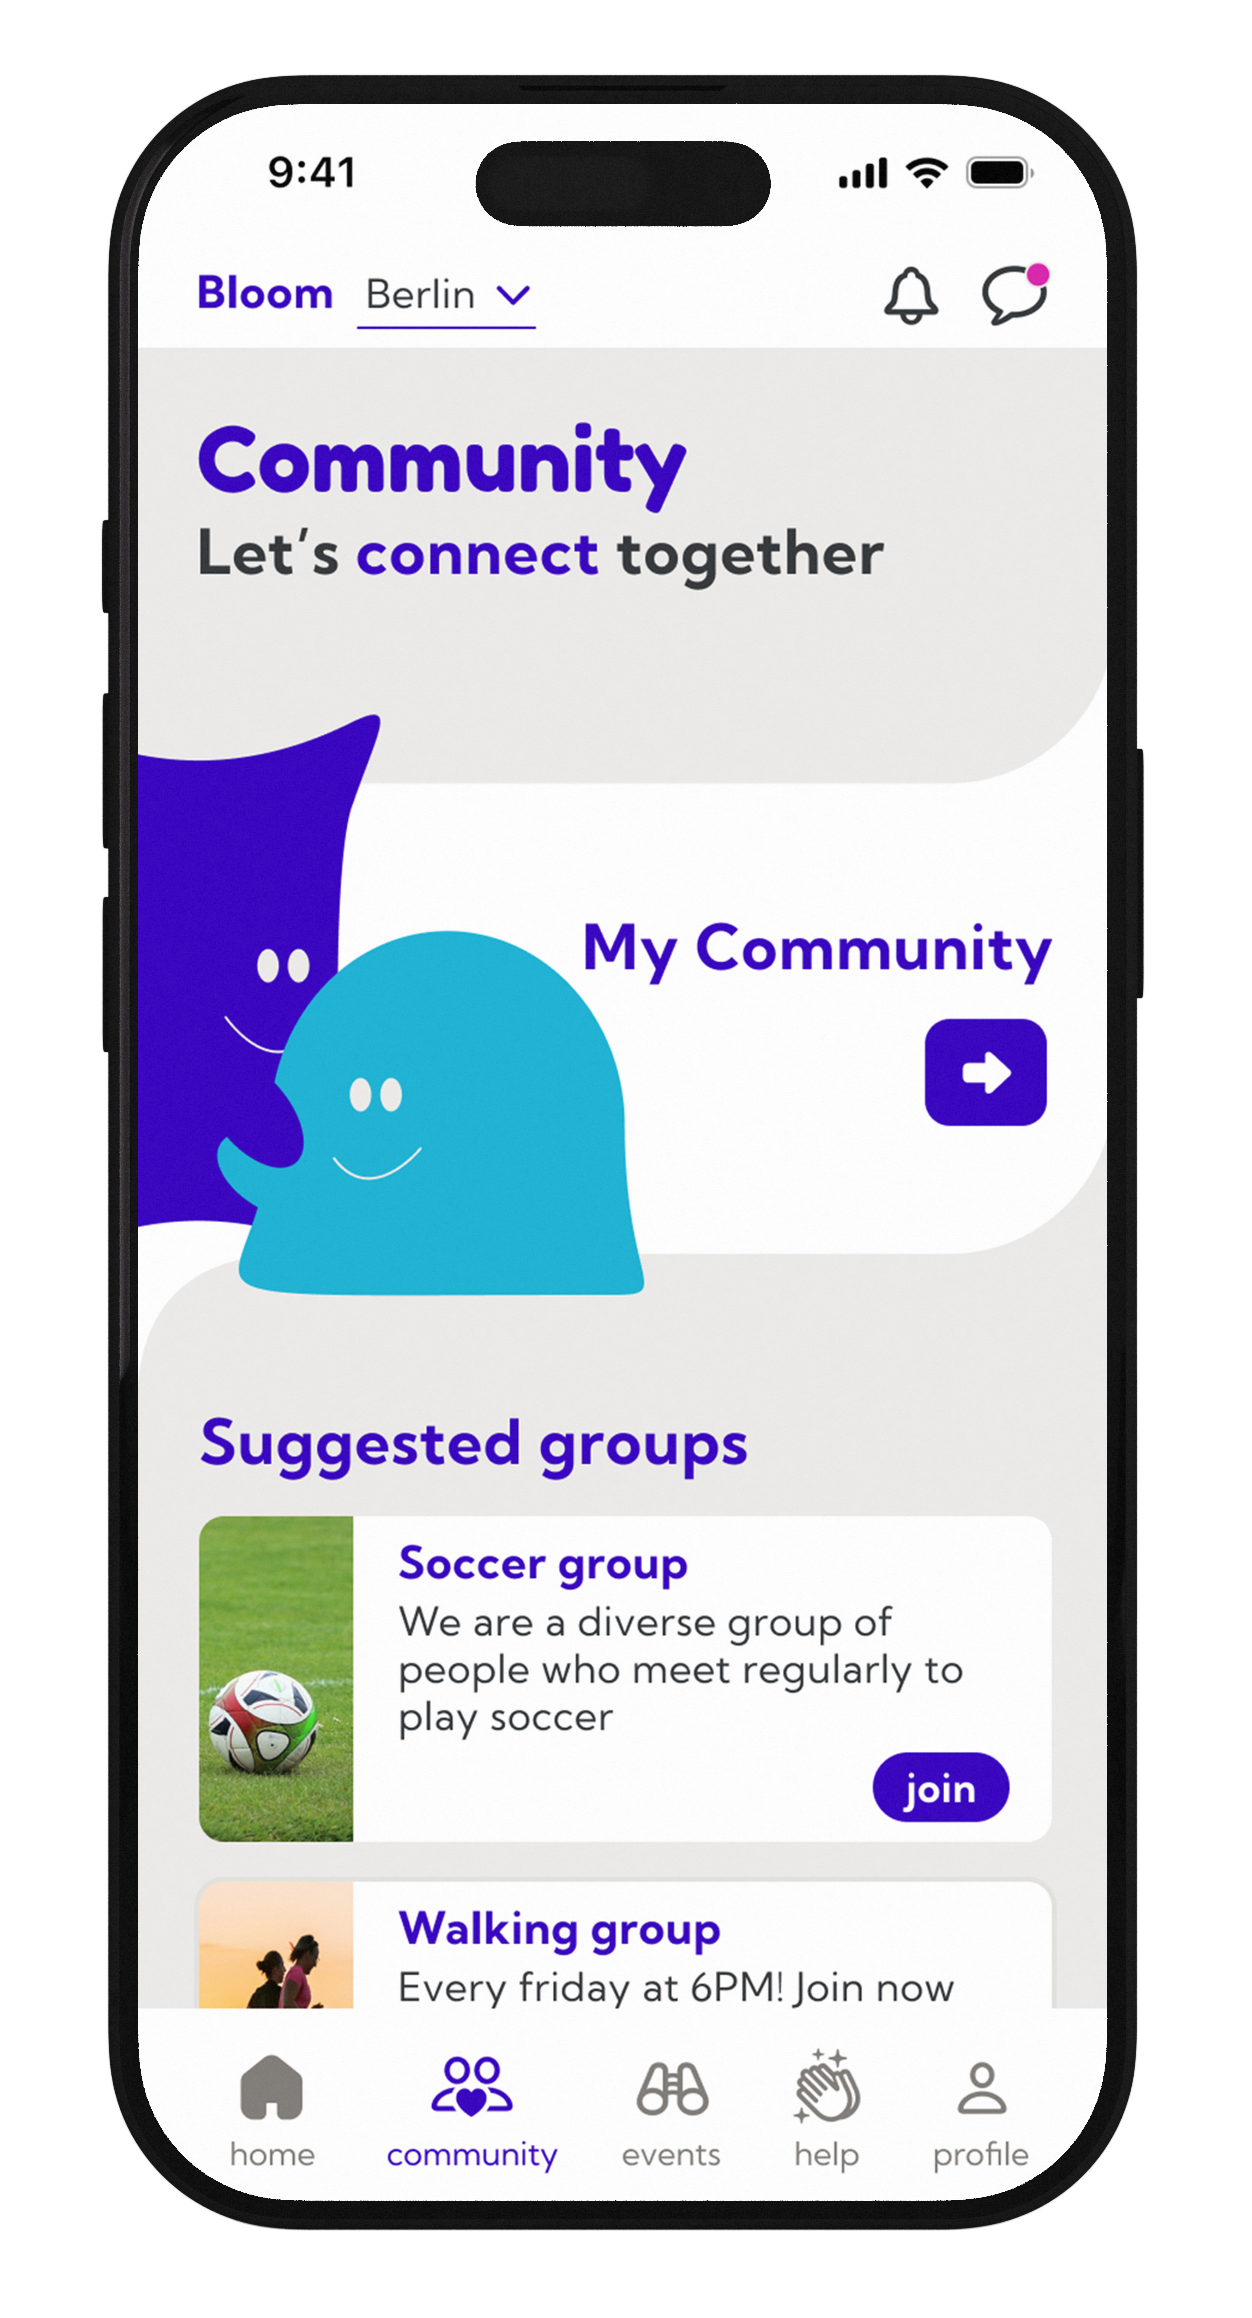 9:41
Bloom Berlin
Community
Let’s connect together
My Community
Suggested groups
Soccer group
We are a diverse group of
people who meet regularly to
play soccer
join
Walking group
Every friday at 6PM! Join now
home community events help profile